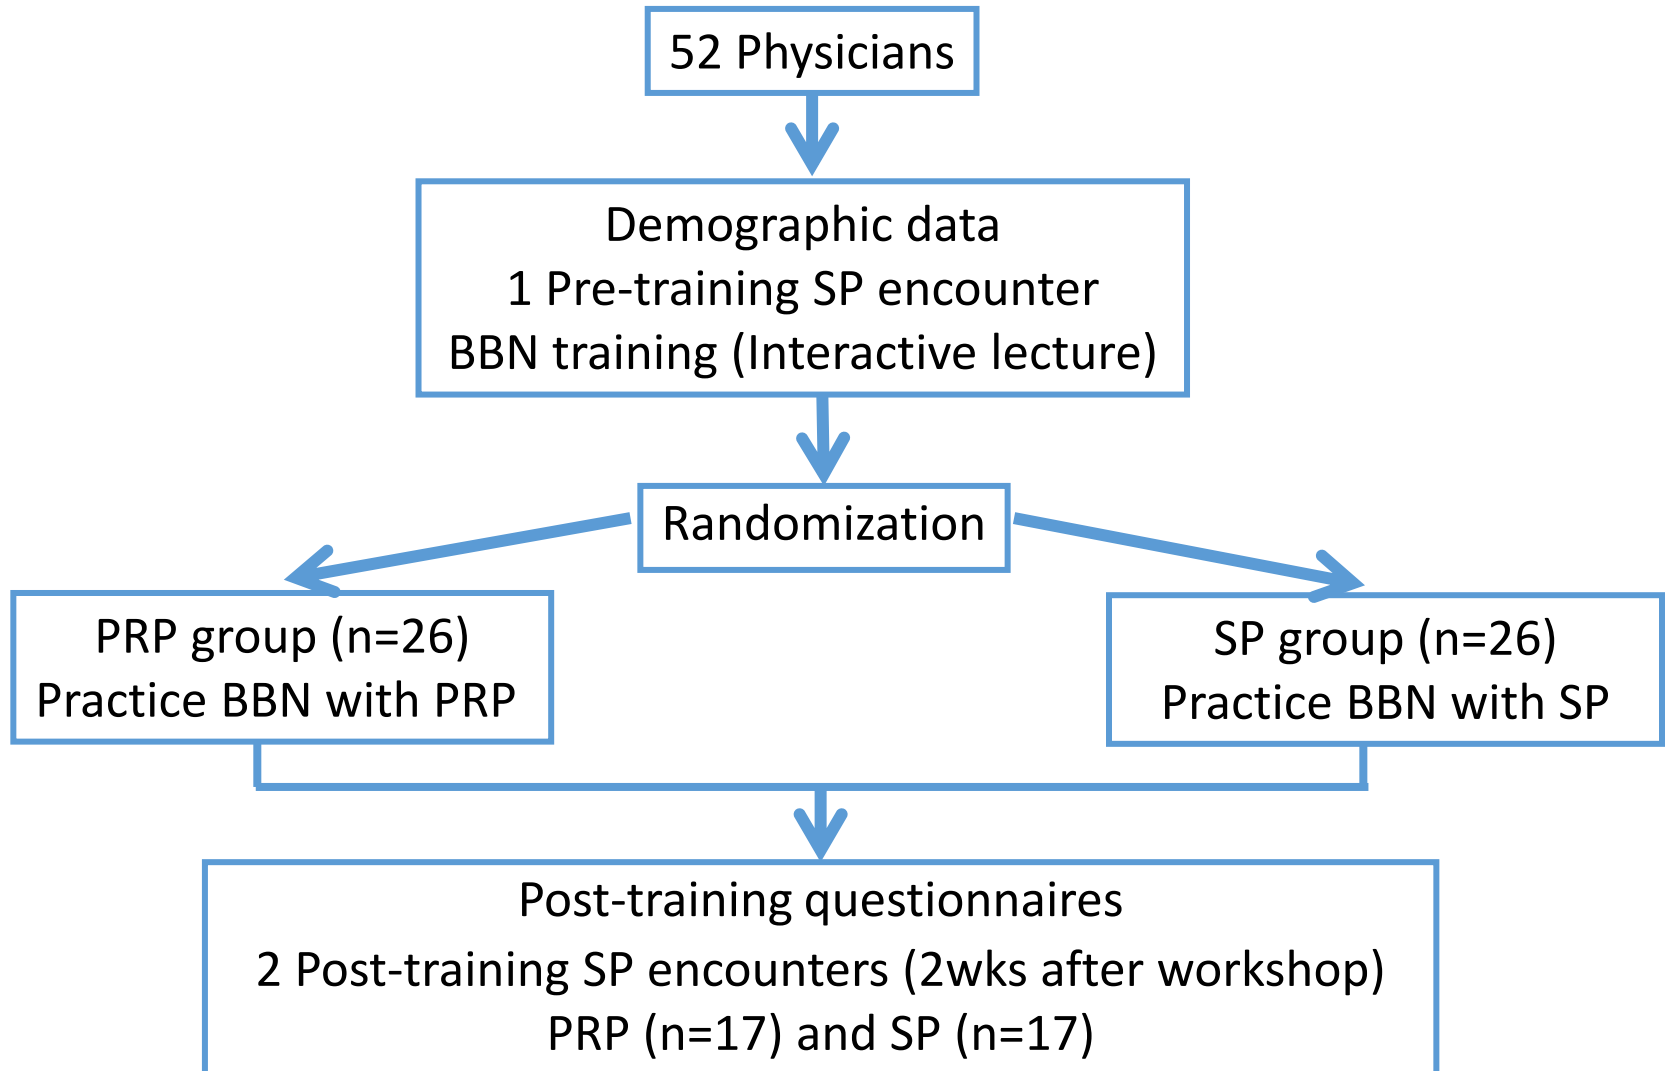 52 Physicians
Demographic data
1 Pre-training SP encounter
BBN training (Interactive lecture)
Randomization
PRP group (n=26)
Practice BBN with PRP
SP group (n=26)
Practice BBN with SP
Post-training questionnaires
2 Post-training SP encounters (2wks after workshop)
PRP (n=17) and SP (n=17)